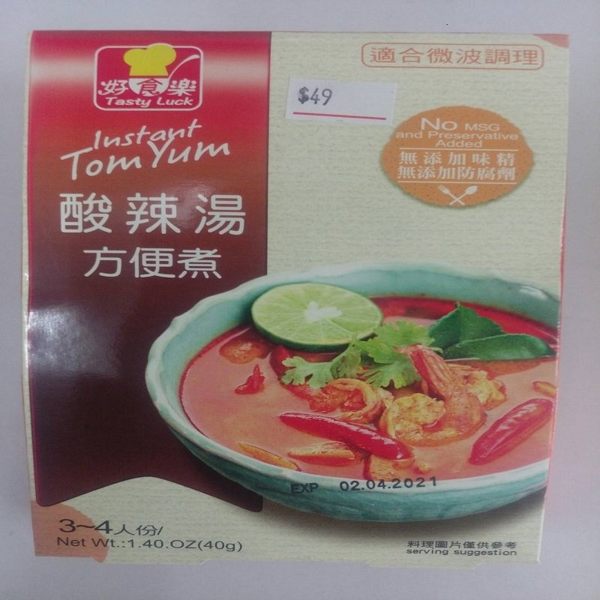 好食樂
Tasty Luck
Instant
Tom Yum
酸辣湯
方便煮
$49
適合微波調理
No MSG
and Preservative
Added
無添加味精
無添加防腐劑
EXP 02.04.2021
3~4人份/
Net Wt.:1.40.OZ(40g)
料理圖片僅供參考
serving suggestion